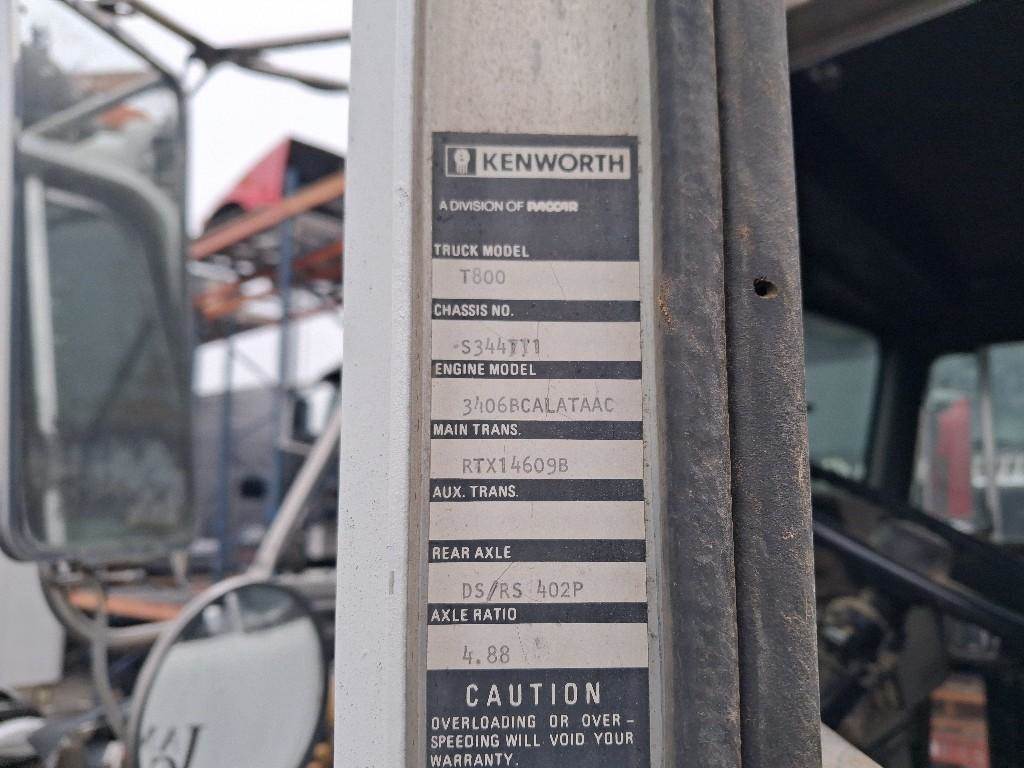 KENWORTH
A DIVISION OF PACCAR
TRUCK MODEL
T800
CHASSIS NO.
ENGINE MODEL
3406BCALATAAC
MAIN TRANS.
RTX14609B
AUX. TRANS.
REAR AXLE
DS/RS 402P
AXLE RATIO
4.88
CAUTION
OVERLOADING OR OVER-
SPEEDING WILL VOID YOUR
WARRANTY.